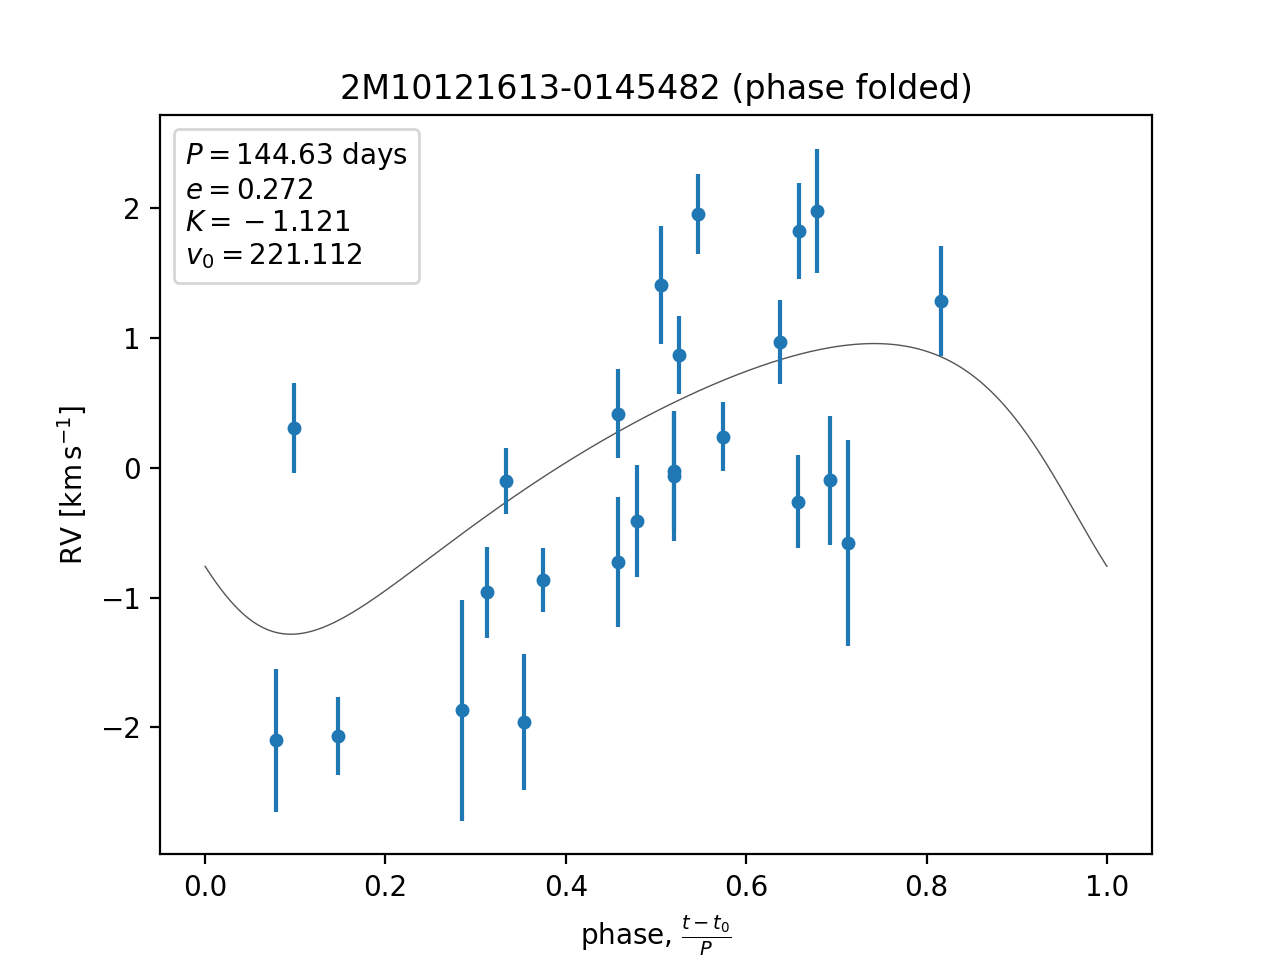 2M10121613-0145482 (phase folded)
P = 144.63 days
e = 0.272
K = −1.121
v₀ = 221.112
2
1
0
−1
−2
RV [km s⁻¹]
0.0 0.2 0.4 0.6 0.8 1.0
phase, (t − t₀)/P